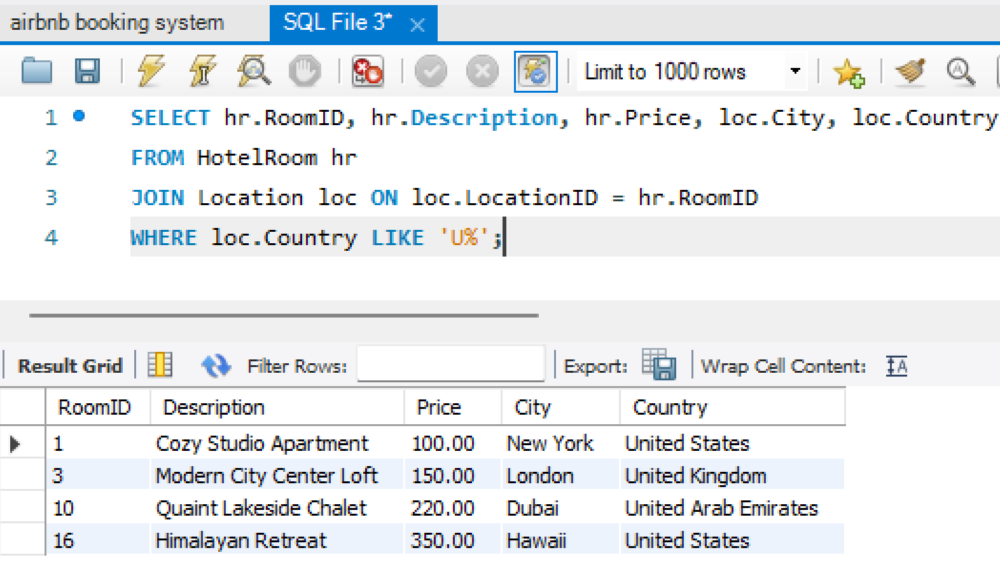 airbnb booking system SQL File 3* ×
Limit to 1000 rows
1 SELECT hr.RoomID, hr.Description, hr.Price, loc.City, loc.Country
2 FROM HotelRoom hr
3 JOIN Location loc ON loc.LocationID = hr.RoomID
4 WHERE loc.Country LIKE 'U%';
Result Grid Filter Rows: Export: Wrap Cell Content:
RoomID Description Price City Country
1 Cozy Studio Apartment 100.00 New York United States
3 Modern City Center Loft 150.00 London United Kingdom
10 Quaint Lakeside Chalet 220.00 Dubai United Arab Emirates
16 Himalayan Retreat 350.00 Hawaii United States